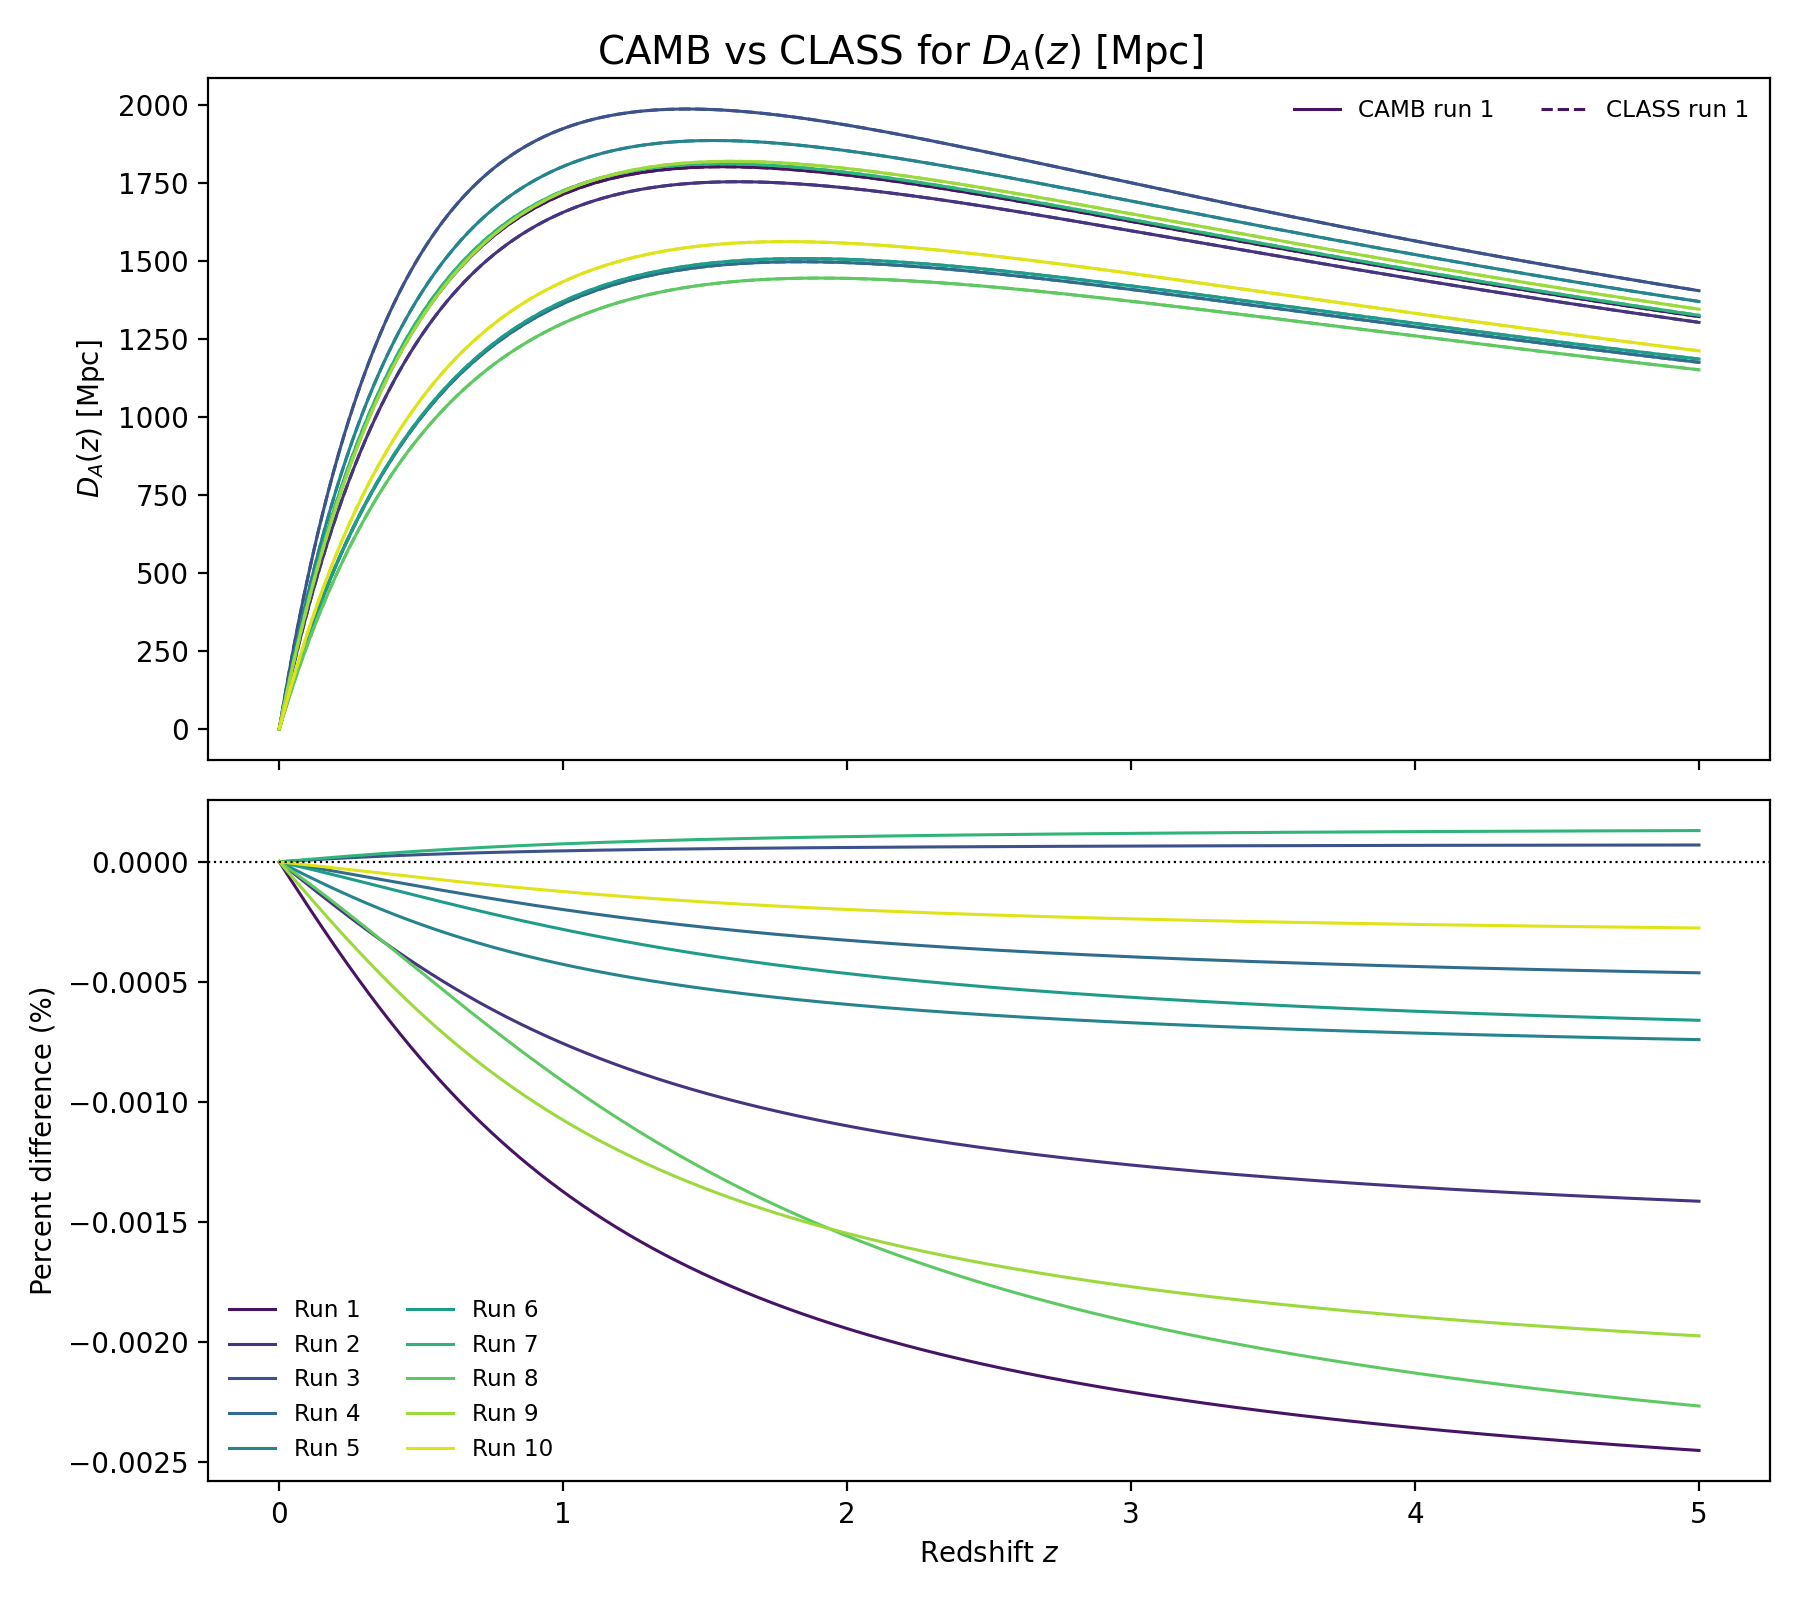 CAMB vs CLASS for D_A(z) [Mpc]
CAMB run 1
CLASS run 1
D_A(z) [Mpc]
2000
1750
1500
1250
1000
750
500
250
0
Percent difference (%)
0.0000
−0.0005
−0.0010
−0.0015
−0.0020
−0.0025
Run 1
Run 2
Run 3
Run 4
Run 5
Run 6
Run 7
Run 8
Run 9
Run 10
0 1 2 3 4 5
Redshift z